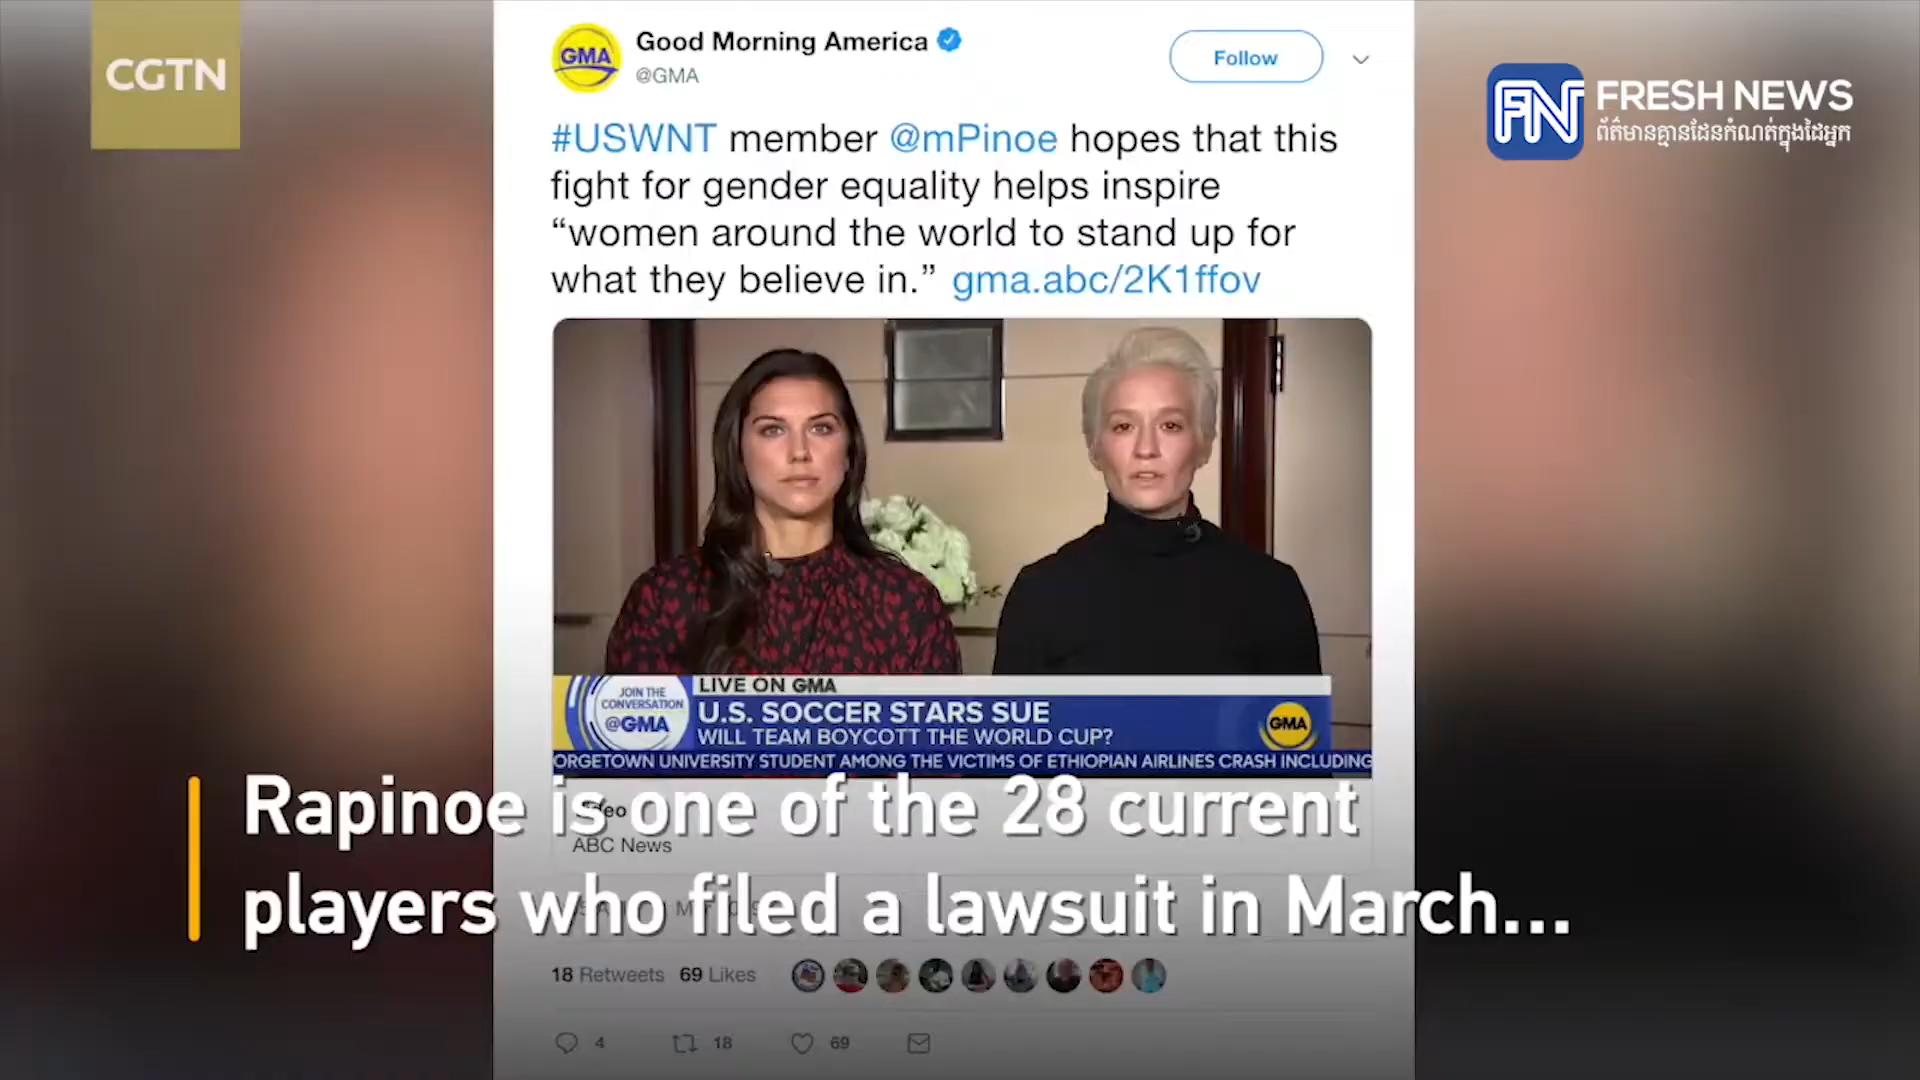 CGTN
GMA
Good Morning America
@GMA
Follow
FN FRESH NEWS
ព័ត៌មានគ្មានដែនកំណត់ក្នុងដៃអ្នក
#USWNT member @mPinoe hopes that this
fight for gender equality helps inspire
“women around the world to stand up for
what they believe in.” gma.abc/2K1ffov
JOIN THE
CONVERSATION
@GMA
LIVE ON GMA
U.S. SOCCER STARS SUE
WILL TEAM BOYCOTT THE WORLD CUP?
GMA
ORGETOWN UNIVERSITY STUDENT AMONG THE VICTIMS OF ETHIOPIAN AIRLINES CRASH INCLUDING
Rapinoe is one of the 28 current
ABC News
players who filed a lawsuit in March...
18 Retweets 69 Likes
4 18 69